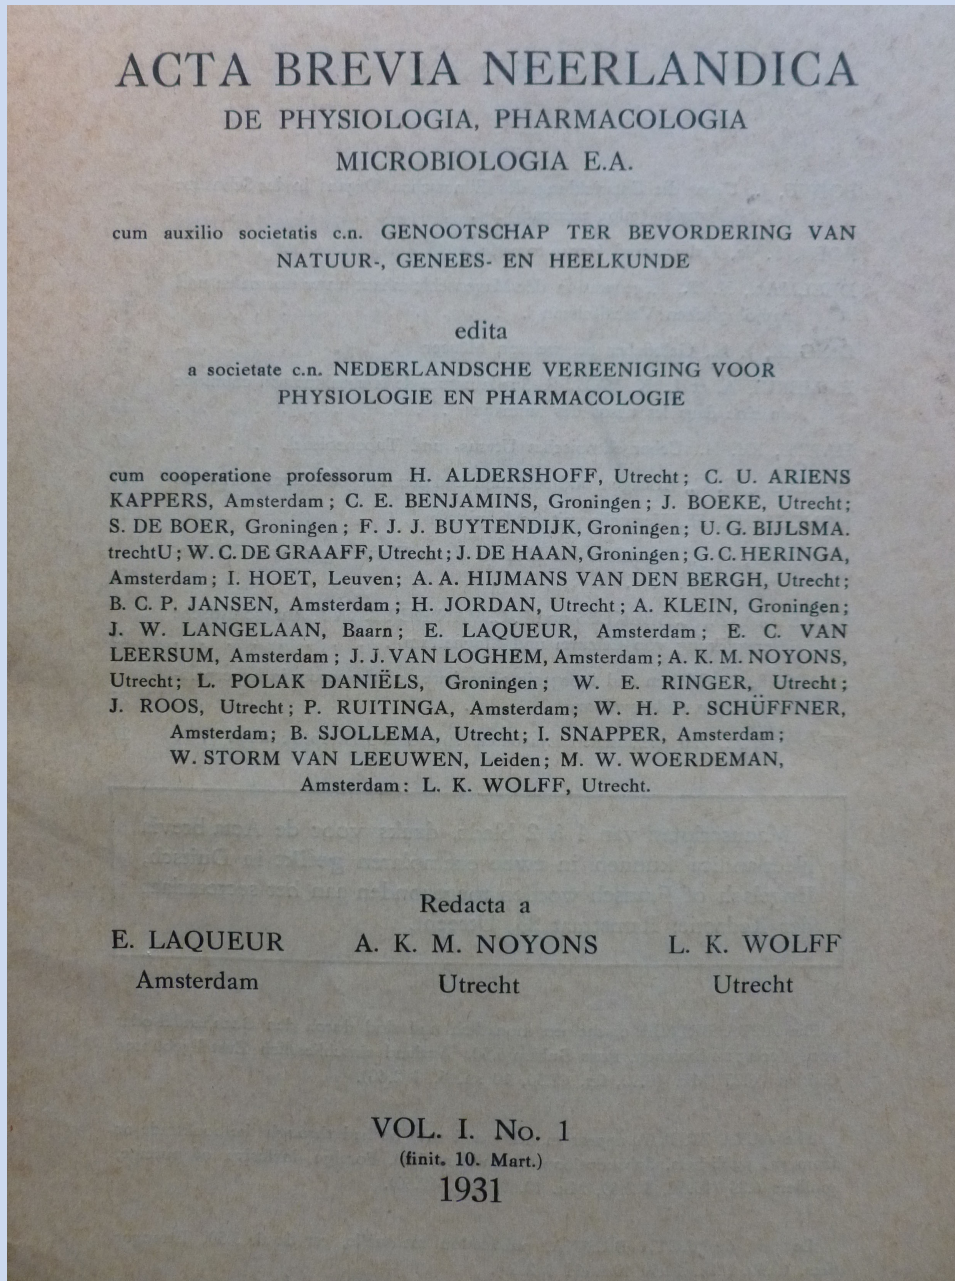 ACTA BREVIA NEERLANDICA
DE PHYSIOLOGIA, PHARMACOLOGIA
MICROBIOLOGIA E.A.
cum auxilio societatis c.n. GENOOTSCHAP TER BEVORDERING VAN
NATUUR-, GENEES- EN HEELKUNDE
edita
a societate c.n. NEDERLANDSCHE VEREENIGING VOOR
PHYSIOLOGIE EN PHARMACOLOGIE
cum cooperatione professorum H. ALDERSHOFF, Utrecht; C. U. ARIENS
KAPPERS, Amsterdam; C. E. BENJAMINS, Groningen; J. BOEKE, Utrecht;
S. DE BOER, Groningen; F. J. J. BUYTENDIJK, Groningen; U. G. BIJLSMA.
trechtU; W. C. DE GRAAFF, Utrecht; J. DE HAAN, Groningen; G. C. HERINGA,
Amsterdam; I. HOET, Leuven; A. A. HIJMANS VAN DEN BERGH, Utrecht;
B. C. P. JANSEN, Amsterdam; H. JORDAN, Utrecht; A. KLEIN, Groningen;
J. W. LANGELAAN, Baarn; E. LAQUEUR, Amsterdam; E. C. VAN
LEERSUM, Amsterdam; J. J. VAN LOGHEM, Amsterdam; A. K. M. NOYONS,
Utrecht; L. POLAK DANIËLS, Groningen; W. E. RINGER, Utrecht;
J. ROOS, Utrecht; P. RUITINGA, Amsterdam; W. H. P. SCHÜFFNER,
Amsterdam; B. SJOLLEMA, Utrecht; I. SNAPPER, Amsterdam;
W. STORM VAN LEEUWEN, Leiden; M. W. WOERDEMAN,
Amsterdam: L. K. WOLFF, Utrecht.
Redacta a
E. LAQUEUR A. K. M. NOYONS L. K. WOLFF
Amsterdam Utrecht Utrecht
VOL. I. No. 1
(finit. 10. Mart.)
1931